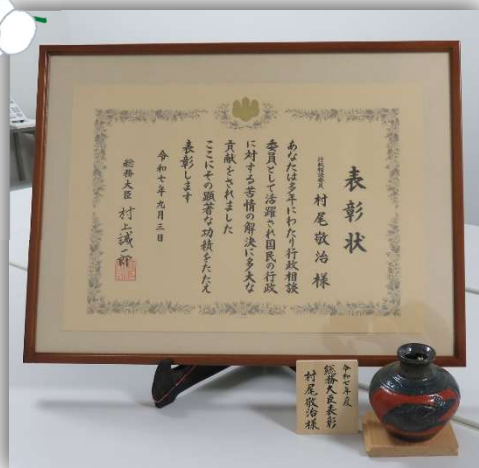 表彰状
行政相談委員 村尾敬治様
あなたは多年にわたり行政相談
委員として活躍され国民の行政
に対する苦情の解決に多大な
貢献をされました
ここにその顕著な功績をたたえ
表彰します
令和七年九月三日
総務大臣 村上誠一郎
令和七年度
総務大臣表彰
村尾敬治様